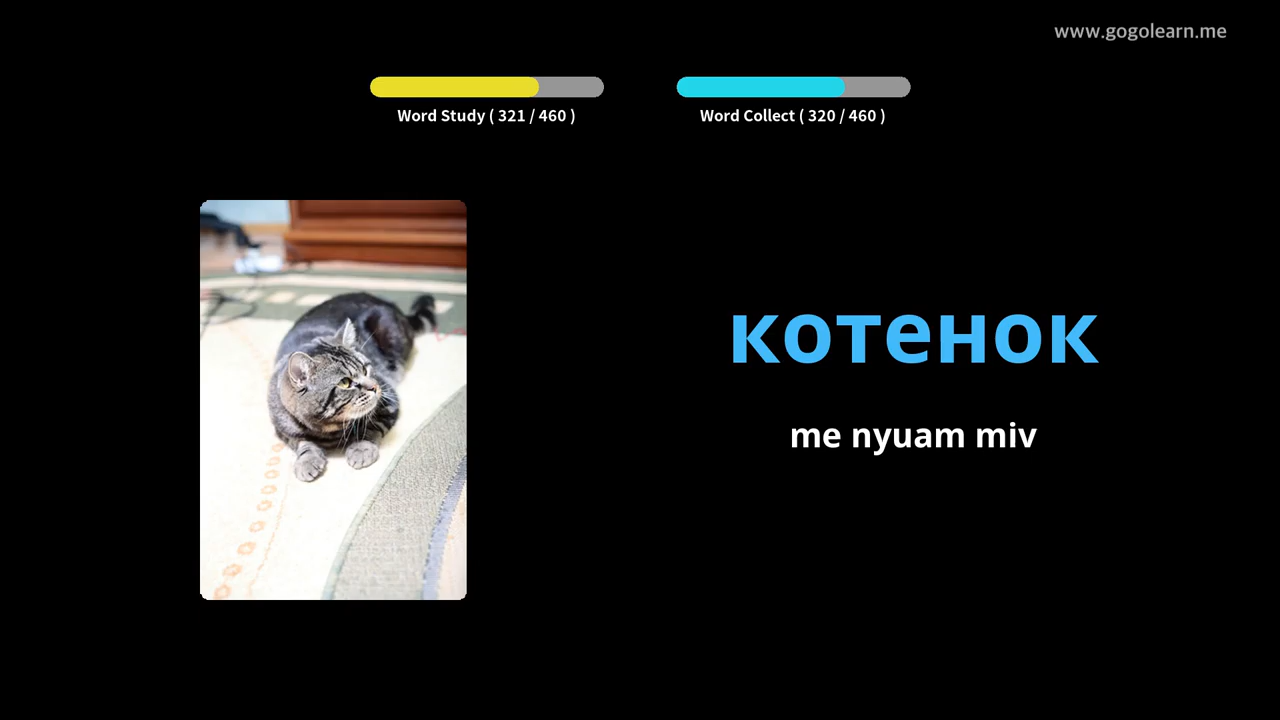 www.gogolearn.me
Word Study ( 321 / 460 )
Word Collect ( 320 / 460 )
котенок
me nyuam miv